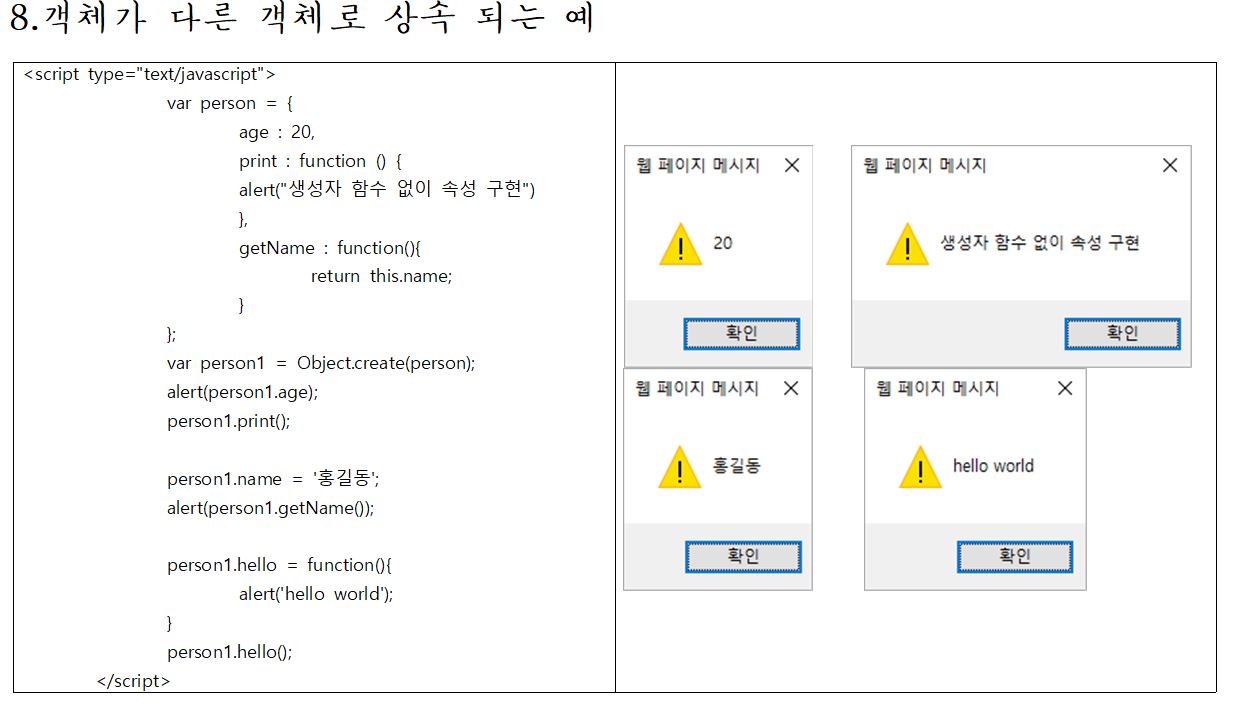 8.객체가 다른 객체로 상속 되는 예
<script type="text/javascript">
var person = {
age : 20,
print : function () {
alert("생성자 함수 없이 속성 구현")
},
getName : function(){
return this.name;
}
};
var person1 = Object.create(person);
alert(person1.age);
person1.print();
person1.name = '홍길동';
alert(person1.getName());
person1.hello = function(){
alert('hello world');
}
person1.hello();
</script>
웹 페이지 메시지
20
확인
웹 페이지 메시지
생성자 함수 없이 속성 구현
확인
웹 페이지 메시지
홍길동
확인
웹 페이지 메시지
hello world
확인